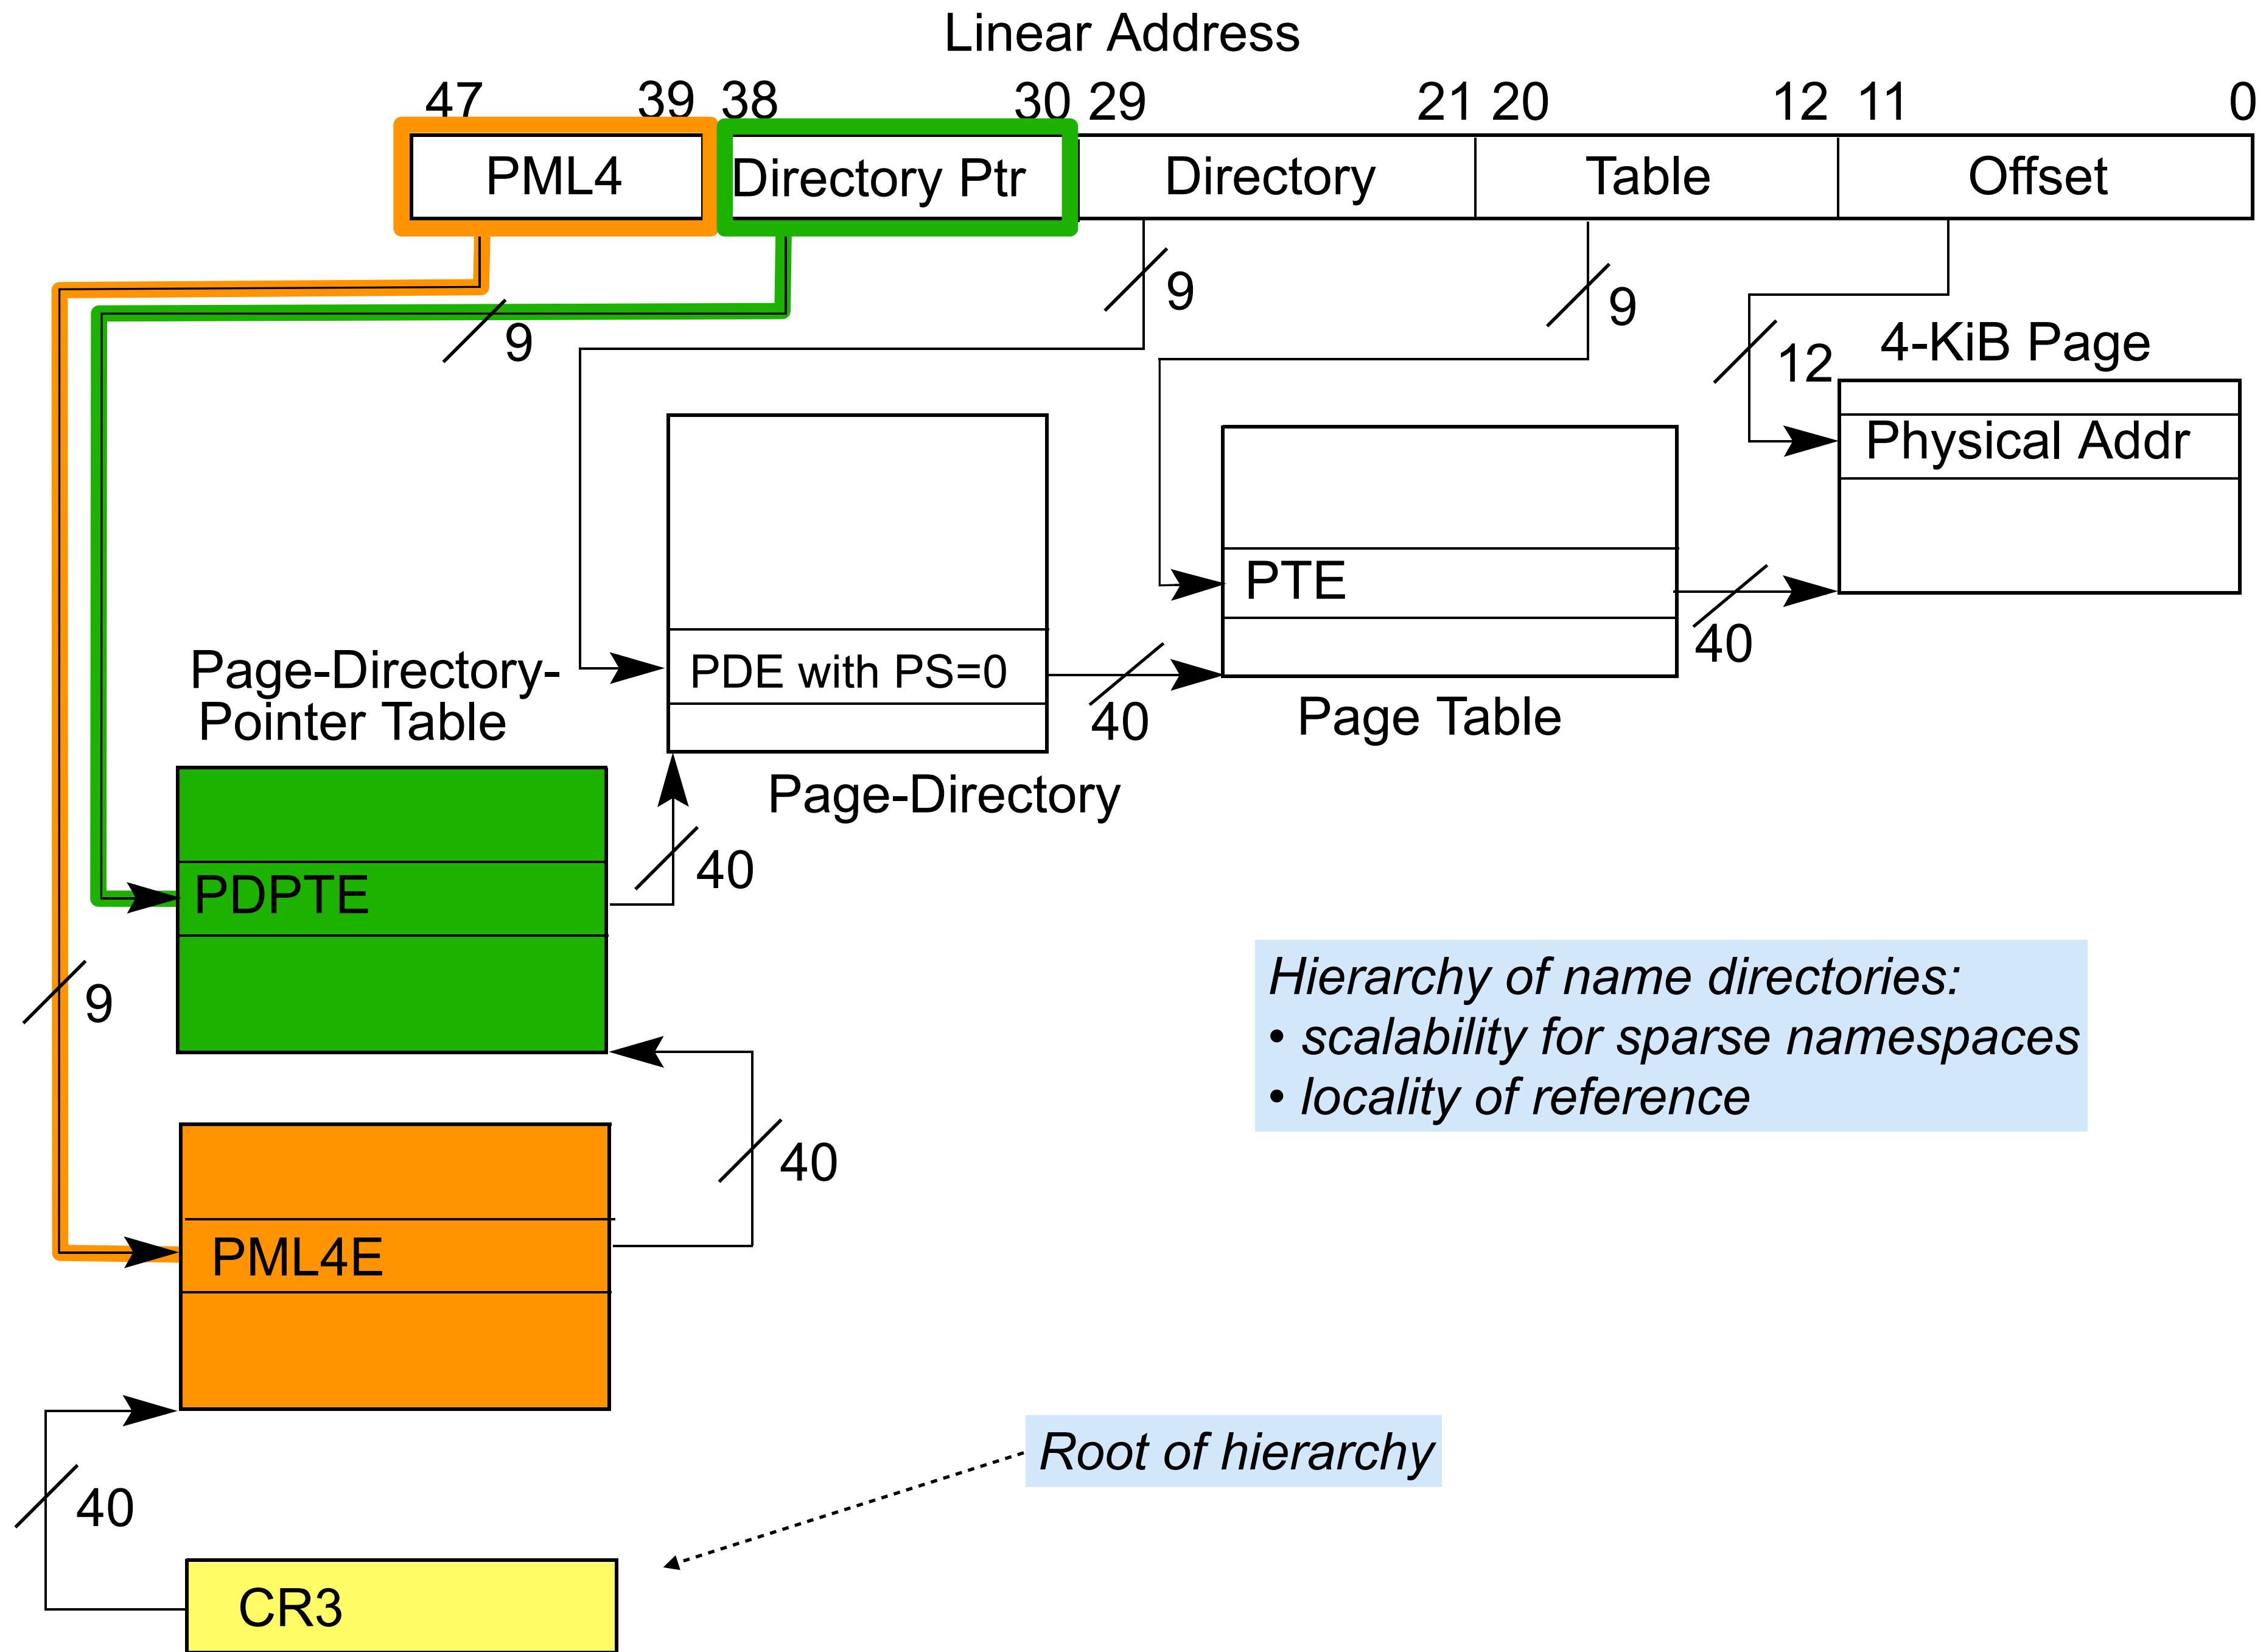 Linear Address
47 39 38 30 29 21 20 12 11 0
PML4 Directory Ptr Directory Table Offset
9
9
9
12
4-KiB Page
Physical Addr
PTE
40
PDE with PS=0
40
Page Table
Page-Directory
Page-Directory-
Pointer Table
40
PDPTE
9
Hierarchy of name directories:
• scalability for sparse namespaces
• locality of reference
40
PML4E
Root of hierarchy
40
CR3